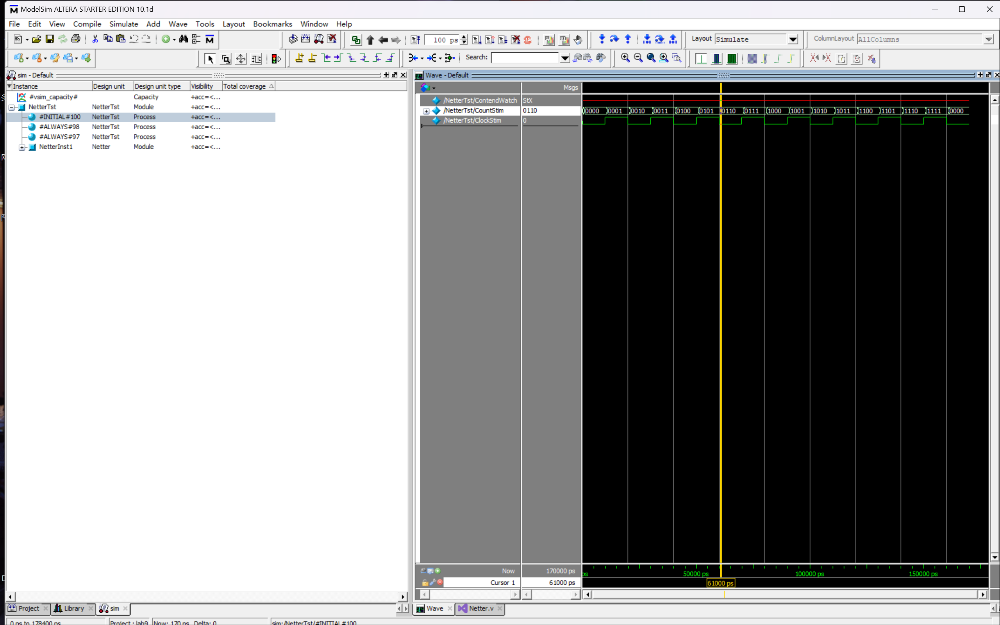 ModelSim ALTERA STARTER EDITION 10.1d
File Edit View Compile Simulate Add Wave Tools Layout Bookmarks Window Help
100 ps
Layout Simulate
ColumnLayout AllColumns
Search:
sim - Default
Instance Design unit Design unit type Visibility Total coverage
#vsim_capacity# Capacity +acc=<...
NetterTst NetterTst Module +acc=<...
#INITIAL#100 NetterTst Process +acc=<...
#ALWAYS#98 NetterTst Process +acc=<...
#ALWAYS#97 NetterTst Process +acc=<...
NetterInst1 Netter Module +acc=<...
Wave - Default
Msgs
/NetterTst/ContendWatch StX
/NetterTst/CountStim 0110 0000 0001 0010 0011 0100 0101 0110 0111 1000 1001 1010 1011 1100 1101 1110 1111 0000
/NetterTst/ClockStim 0
Now 170000 ps ps 50000 ps 100000 ps 150000 ps
Cursor 1 61000 ps 61000 ps
Project Library sim
Wave Netter.v
0 ps to 178400 ps Project : lab9 Now: 170 ns Delta: 0 sim:/NetterTst/#INITIAL#100